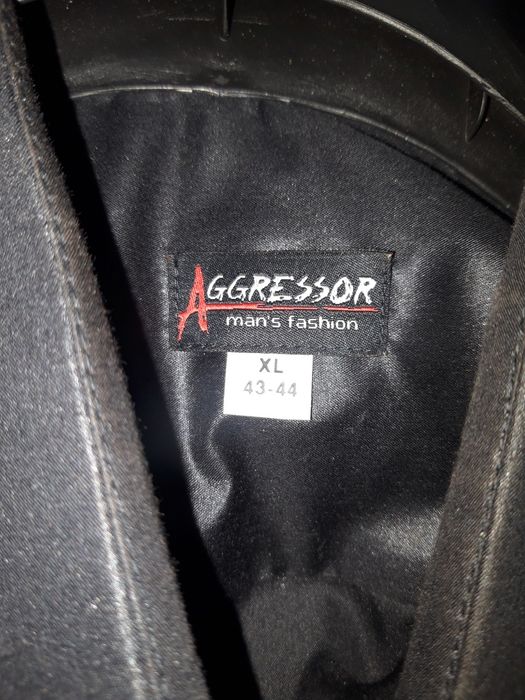 AGGRESSOR
man's fashion
XL
43-44